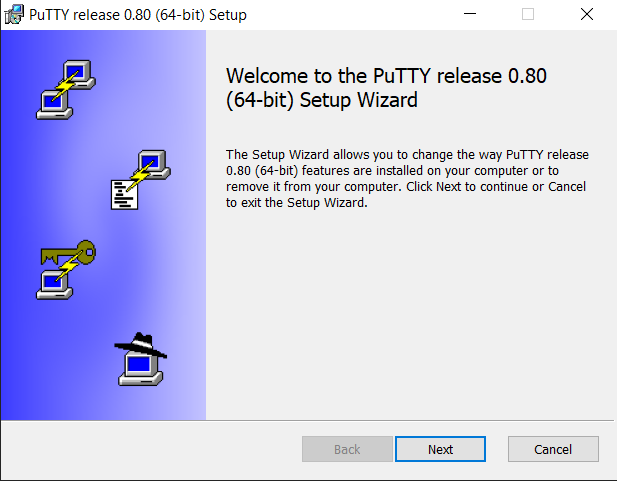 PuTTY release 0.80 (64-bit) Setup
Welcome to the PuTTY release 0.80
(64-bit) Setup Wizard
The Setup Wizard allows you to change the way PuTTY release
0.80 (64-bit) features are installed on your computer or to
remove it from your computer. Click Next to continue or Cancel
to exit the Setup Wizard.
Back Next Cancel